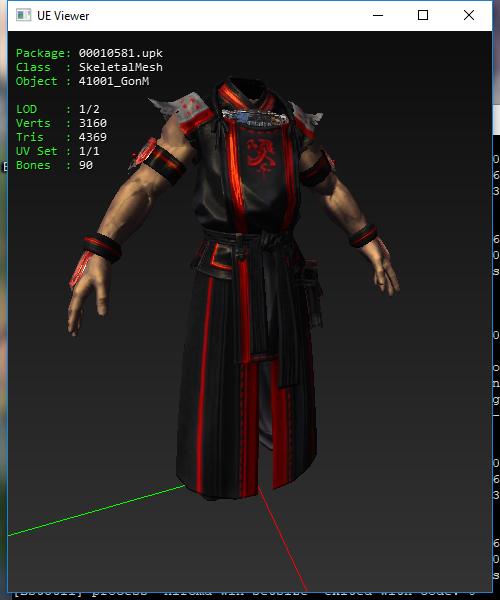 UE Viewer
Package: 00010581.upk
Class : SkeletalMesh
Object : 41001_GonM
LOD : 1/2
Verts : 3160
Tris : 4369
UV Set : 1/1
Bones : 90